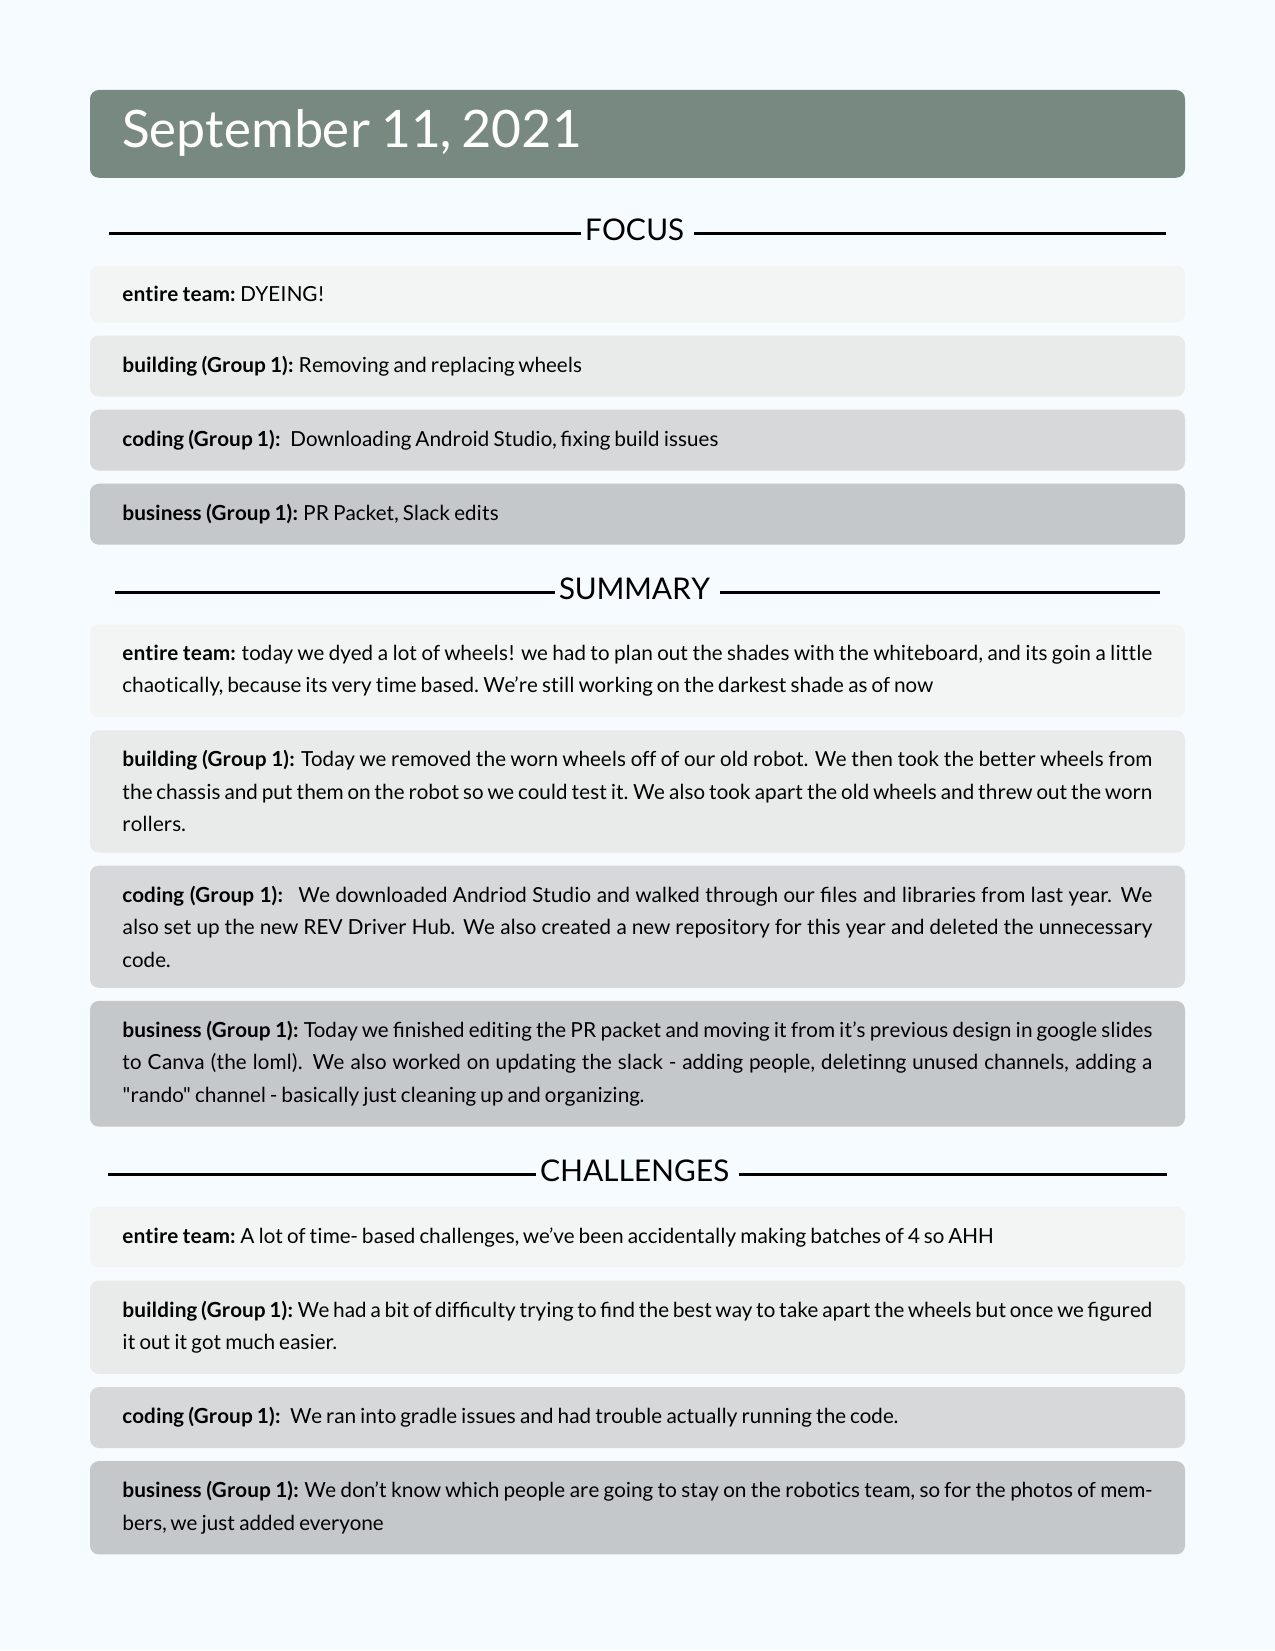 September 11, 2021
FOCUS
entire team: DYEING!
building (Group 1): Removing and replacing wheels
coding (Group 1): Downloading Android Studio, fixing build issues
business (Group 1): PR Packet, Slack edits
SUMMARY
entire team: today we dyed a lot of wheels! we had to plan out the shades with the whiteboard, and its goin a little
chaotically, because its very time based. We’re still working on the darkest shade as of now
building (Group 1): Today we removed the worn wheels off of our old robot. We then took the better wheels from
the chassis and put them on the robot so we could test it. We also took apart the old wheels and threw out the worn
rollers.
coding (Group 1): We downloaded Andriod Studio and walked through our files and libraries from last year. We
also set up the new REV Driver Hub. We also created a new repository for this year and deleted the unnecessary
code.
business (Group 1): Today we finished editing the PR packet and moving it from it’s previous design in google slides
to Canva (the loml). We also worked on updating the slack - adding people, deletinng unused channels, adding a
"rando" channel - basically just cleaning up and organizing.
CHALLENGES
entire team: A lot of time- based challenges, we’ve been accidentally making batches of 4 so AHH
building (Group 1): We had a bit of difficulty trying to find the best way to take apart the wheels but once we figured
it out it got much easier.
coding (Group 1): We ran into gradle issues and had trouble actually running the code.
business (Group 1): We don’t know which people are going to stay on the robotics team, so for the photos of mem-
bers, we just added everyone